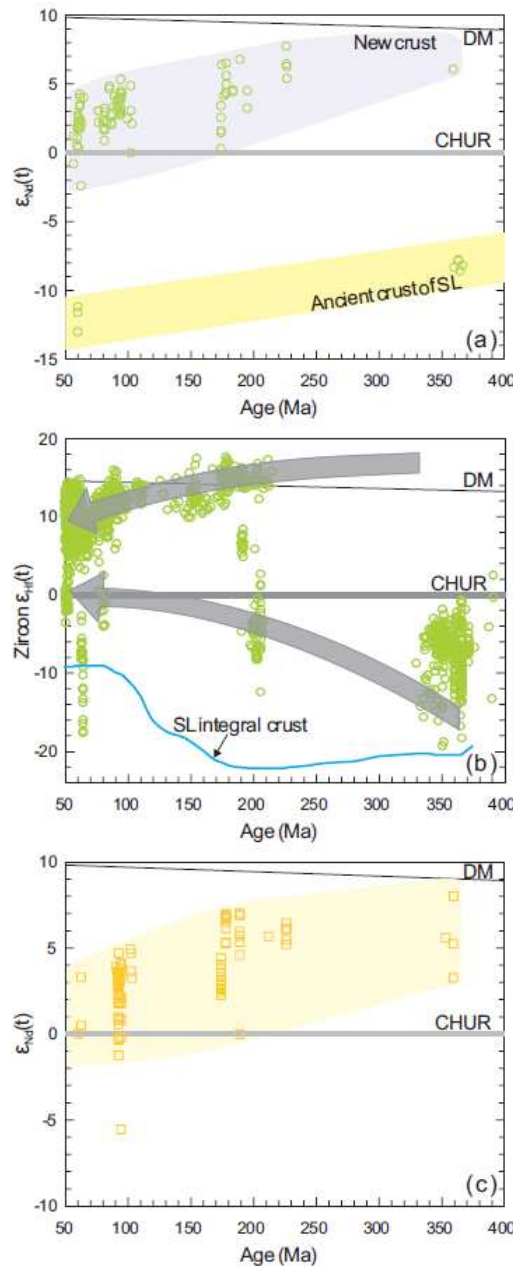 10
DM
New crust
5
CHUR
0
εNd(t)
-5
Ancient crust of SL
-10
(a)
-15
50 100 150 200 250 300 350 400
Age (Ma)
20
DM
10
CHUR
0
Zircon εHf(t)
-10
SL integral crust
-20
(b)
50 100 150 200 250 300 350 400
Age (Ma)
10
DM
5
εNd(t)
CHUR
0
-5
(c)
-10
50 100 150 200 250 300 350 400
Age (Ma)